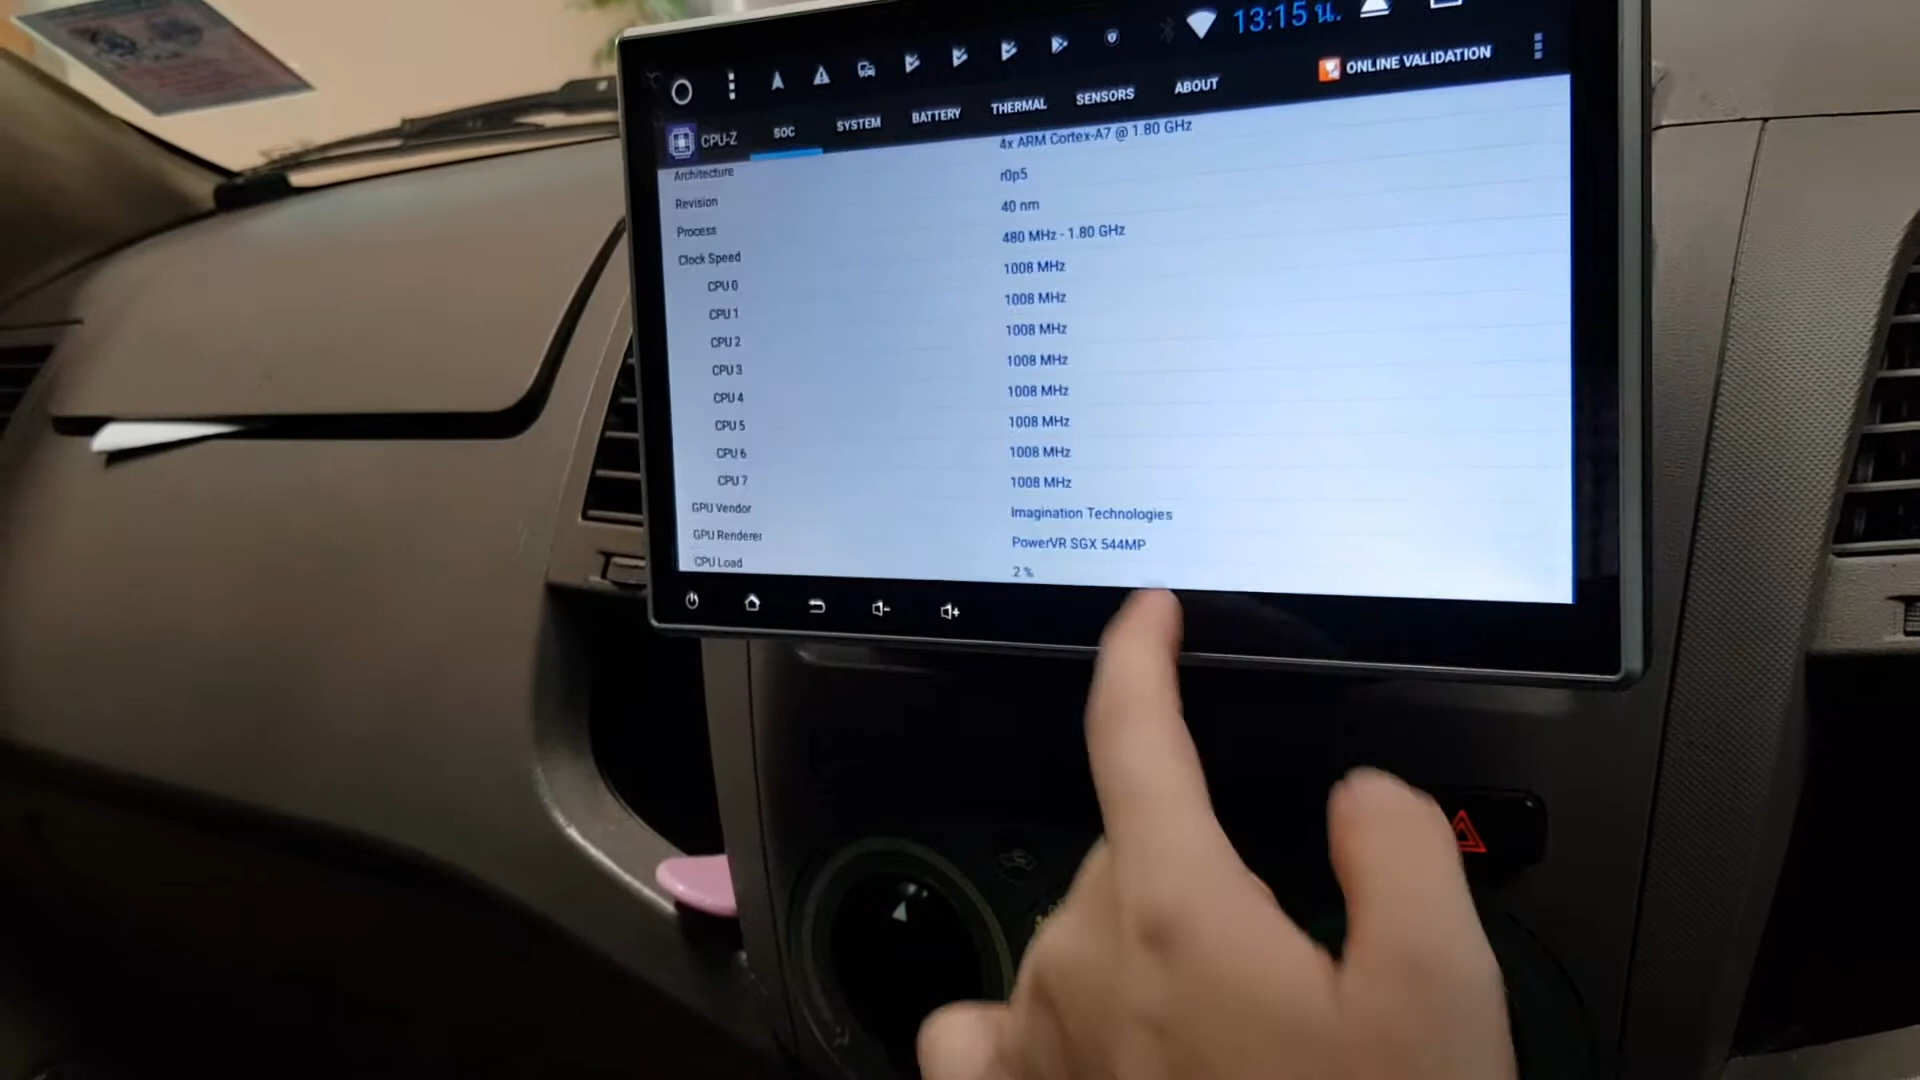 13:15 น.
ONLINE VALIDATION
CPU-Z SOC SYSTEM BATTERY THERMAL SENSORS ABOUT
4x ARM Cortex-A7 @ 1.80 GHz
Architecture r0p5
Revision 40 nm
Process 480 MHz - 1.80 GHz
Clock Speed 1008 MHz
CPU 0 1008 MHz
CPU 1 1008 MHz
CPU 2 1008 MHz
CPU 3 1008 MHz
CPU 4 1008 MHz
CPU 5 1008 MHz
CPU 6 1008 MHz
CPU 7 Imagination Technologies
GPU Vendor PowerVR SGX 544MP
GPU Renderer 2 %
CPU Load